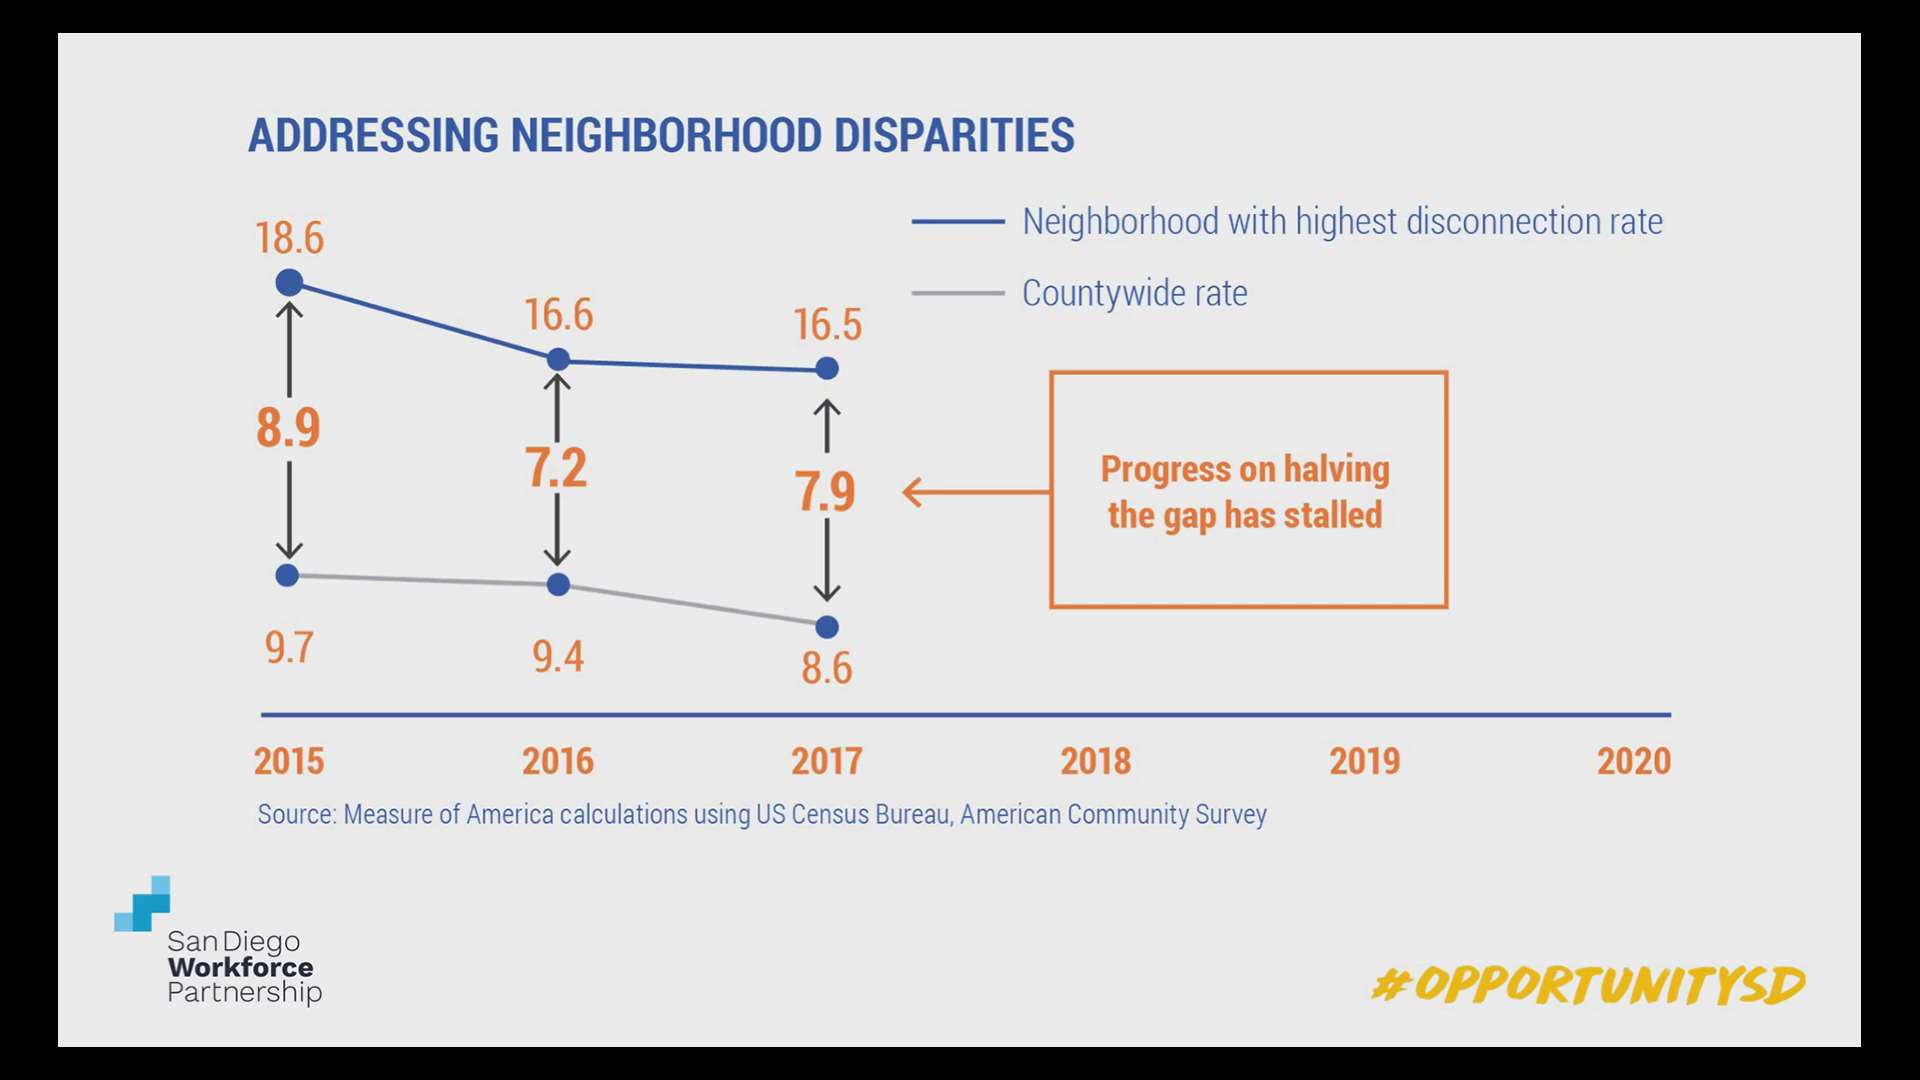 ADDRESSING NEIGHBORHOOD DISPARITIES
Neighborhood with highest disconnection rate
Countywide rate
18.6
16.6
16.5
8.9
7.2
7.9
Progress on halving
the gap has stalled
9.7
9.4
8.6
2015 2016 2017 2018 2019 2020
Source: Measure of America calculations using US Census Bureau, American Community Survey
San Diego
Workforce
Partnership
#OPPORTUNITYSD